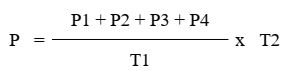 P1 + P2 + P3 + P4
P = x T2
T1